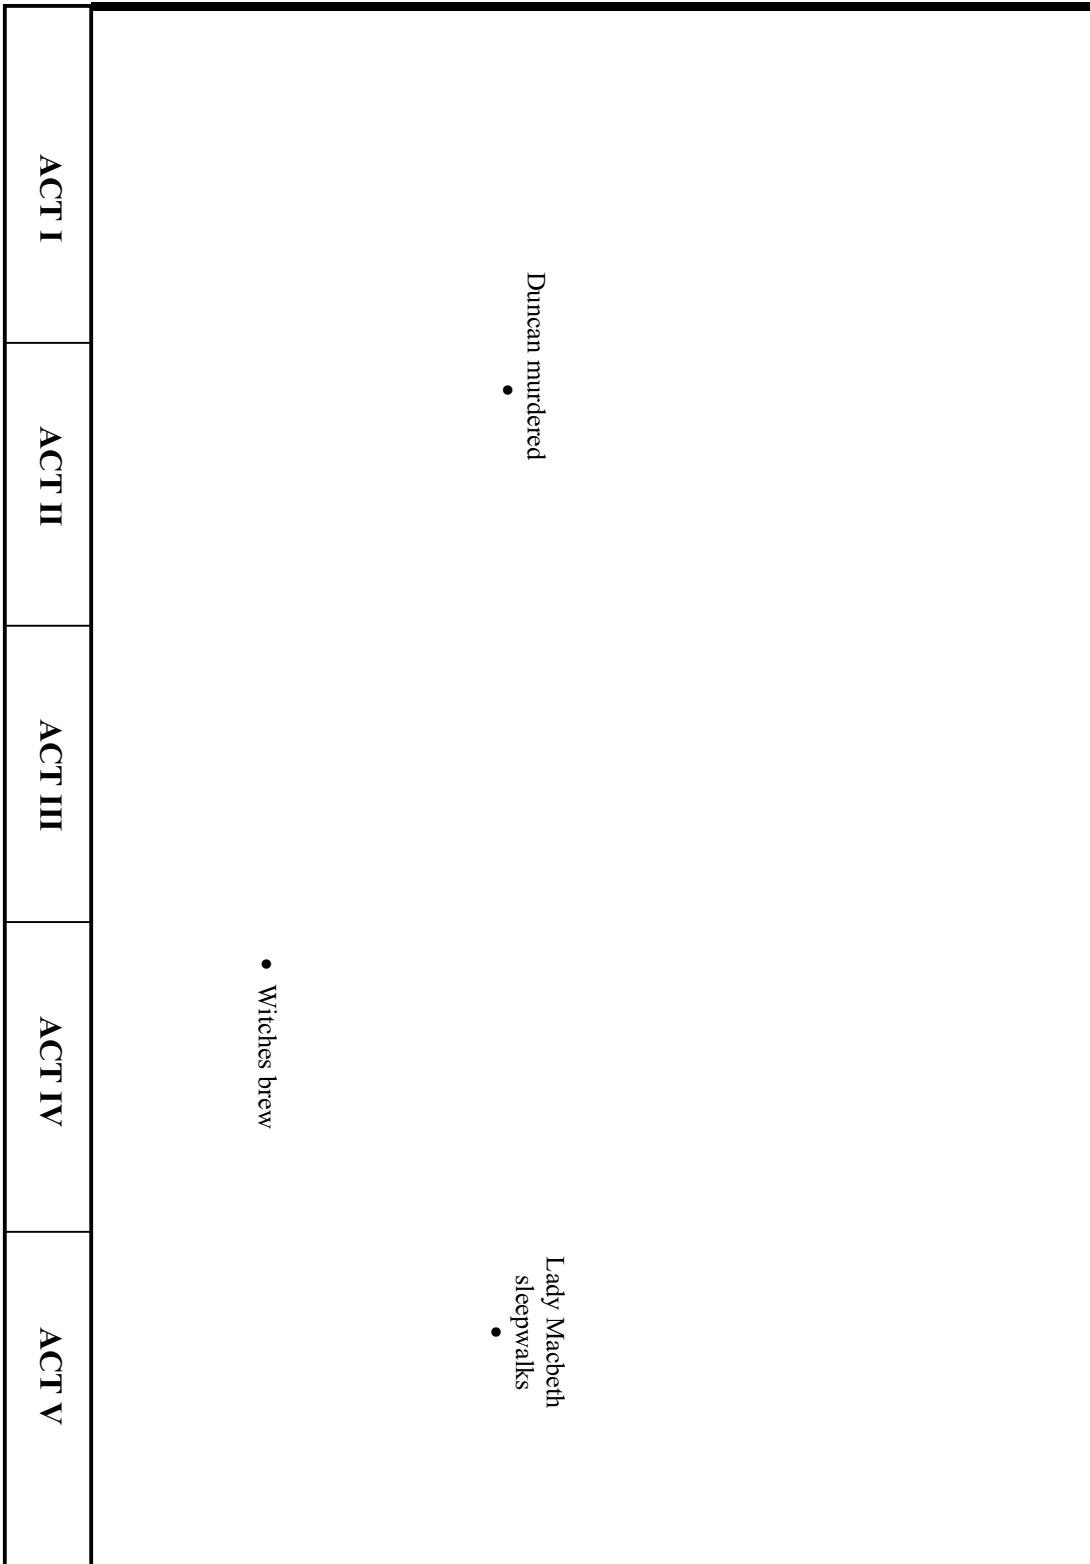 Lady Macbeth
sleepwalks
Duncan murdered
Witches brew
ACT I
ACT II
ACT III
ACT IV
ACT V